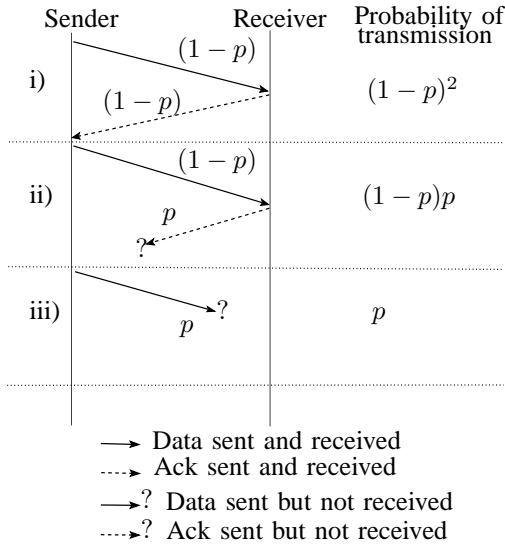 Sender Receiver Probability of
transmission
i) (1 − p) (1 − p)²
(1 − p)
ii) (1 − p) (1 − p)p
p
?
iii) p ? p
Data sent and received
Ack sent and received
? Data sent but not received
? Ack sent but not received